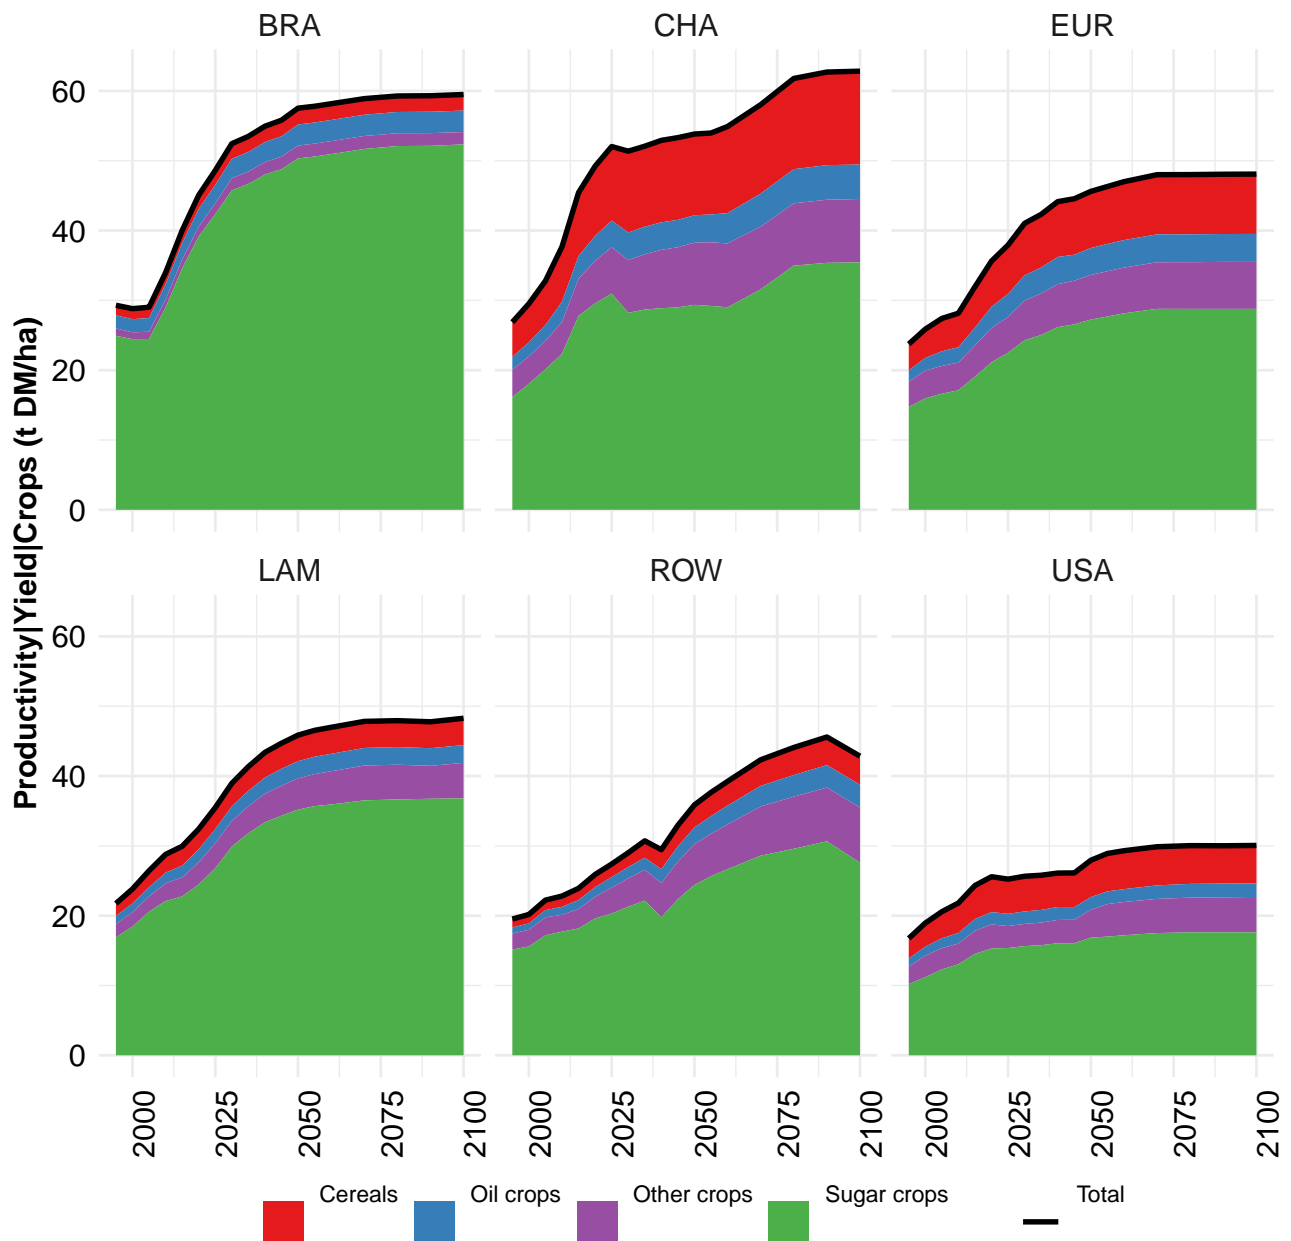 BRA CHA EUR
60
40
20
0
LAM ROW USA
60
40
20
0
Productivity|Yield|Crops (t DM/ha)
2000 2025 2050 2075 2100 2000 2025 2050 2075 2100 2000 2025 2050 2075 2100
Cereals Oil crops Other crops Sugar crops Total